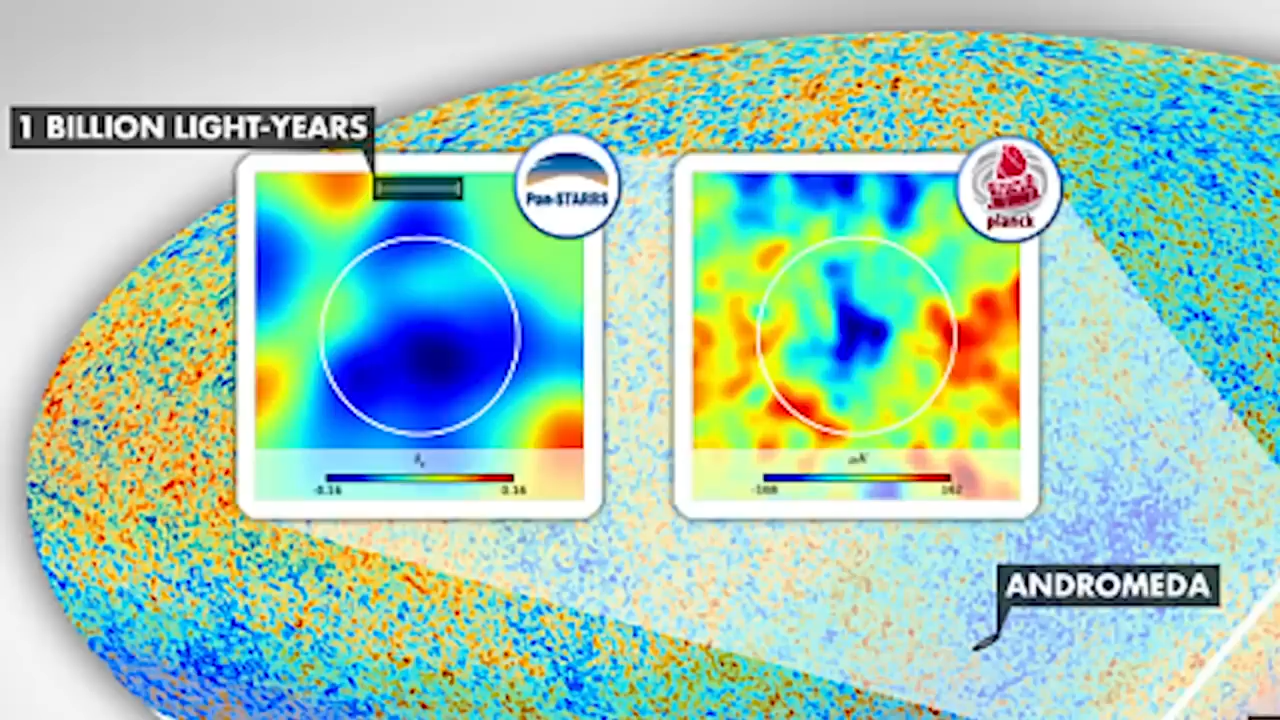 1 BILLION LIGHT-YEARS
Pan-STARRS
planck
-0.16
0.16
ANDROMEDA